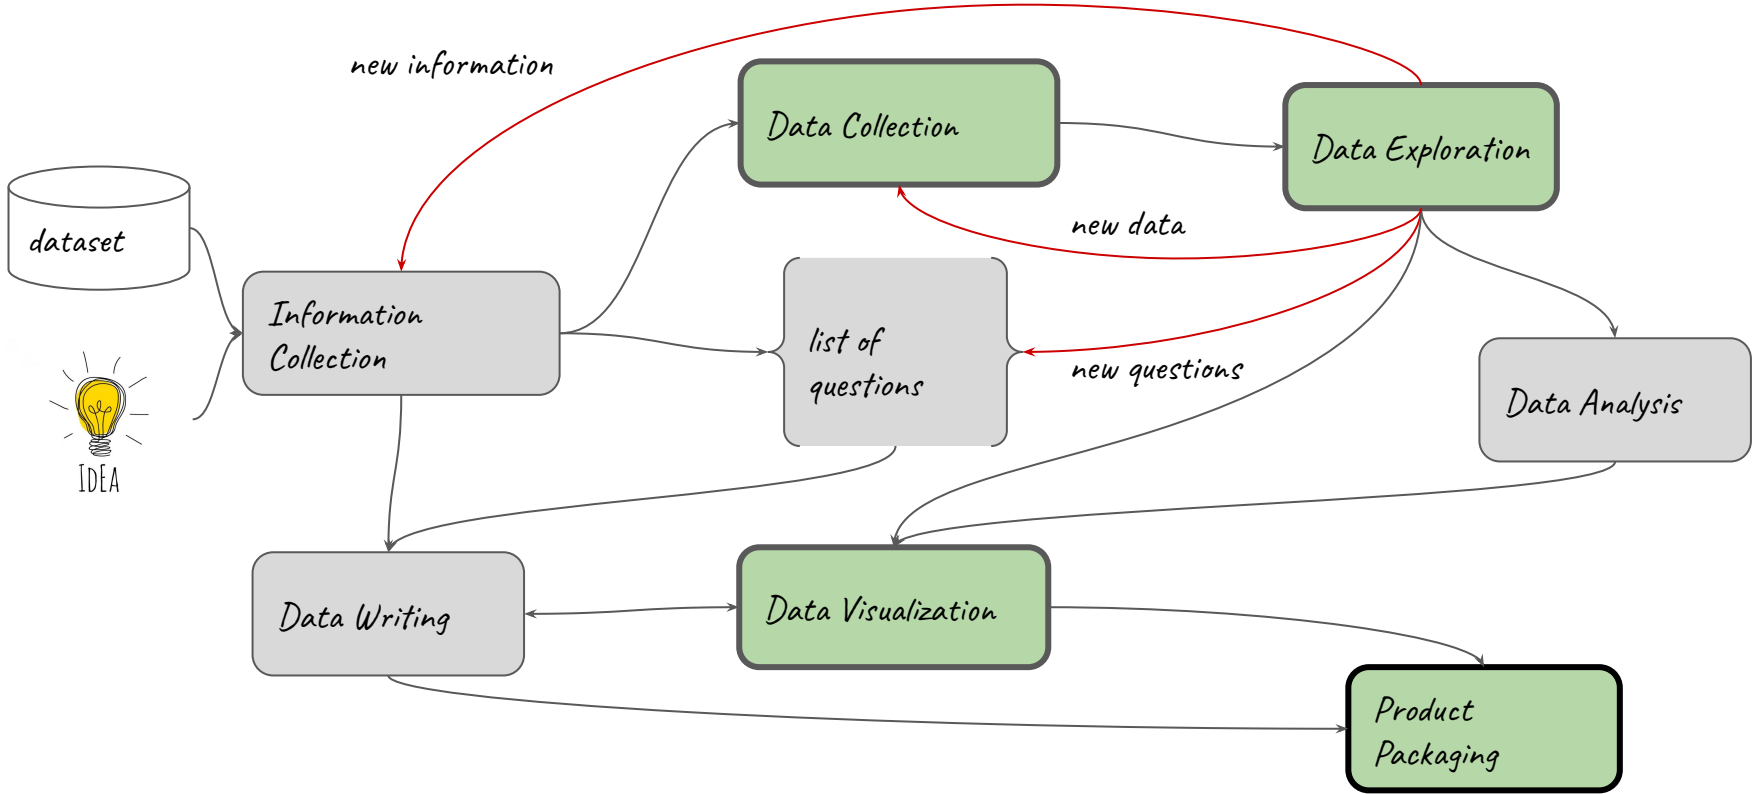 new information
Data Collection
Data Exploration
dataset
new data
Information
Collection
list of
questions
new questions
Data Analysis
IDEA
Data Writing
Data Visualization
Product
Packaging